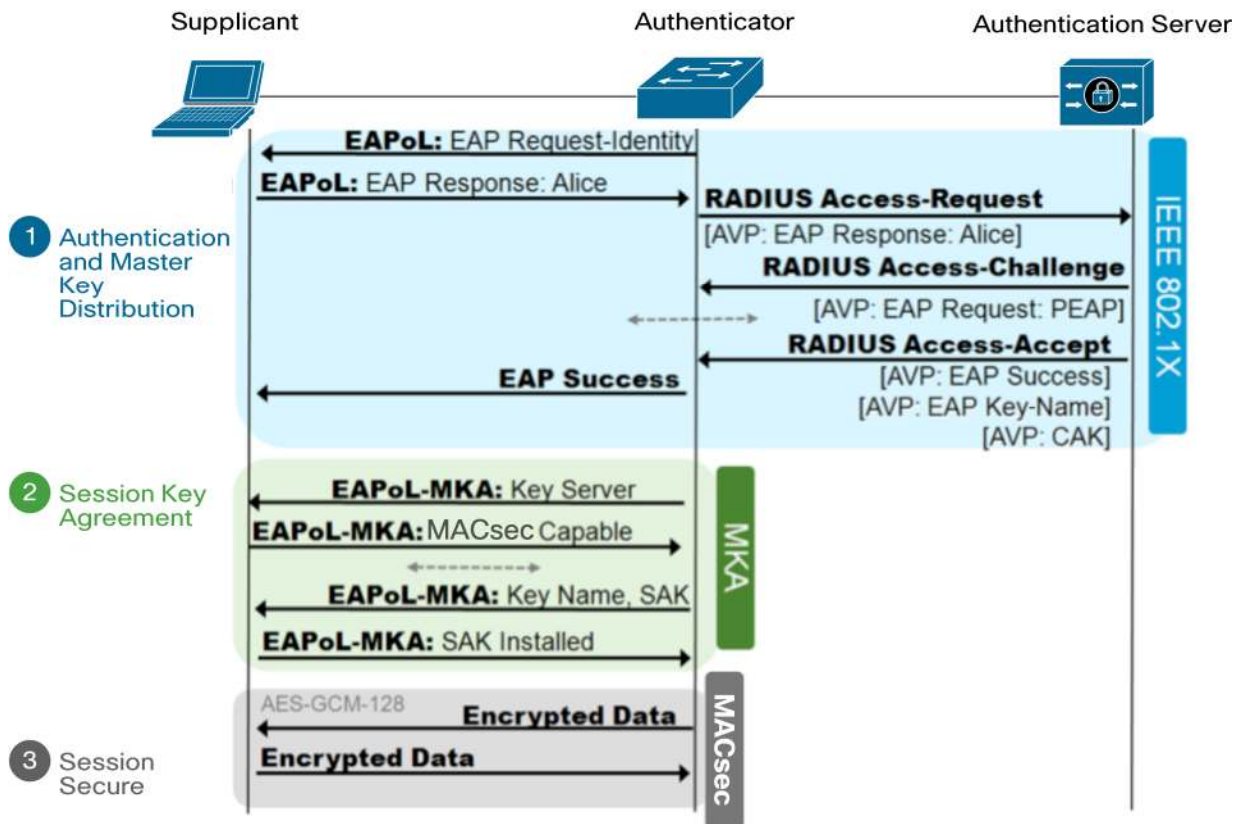 Supplicant
Authenticator
Authentication Server
EAPoL: EAP Request-Identity
EAPoL: EAP Response: Alice
RADIUS Access-Request
[AVP: EAP Response: Alice]
RADIUS Access-Challenge
[AVP: EAP Request: PEAP]
RADIUS Access-Accept
EAP Success
[AVP: EAP Success]
[AVP: EAP Key-Name]
[AVP: CAK]
IEEE 802.1X
1 Authentication
and Master
Key
Distribution
2 Session Key
Agreement
EAPoL-MKA: Key Server
EAPoL-MKA: MACsec Capable
EAPoL-MKA: Key Name, SAK
EAPoL-MKA: SAK Installed
MKA
3 Session
Secure
AES-GCM-128
Encrypted Data
Encrypted Data
MACsec